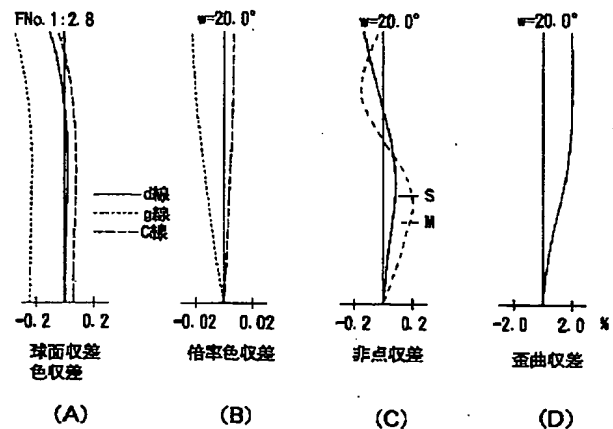 FNo. 1:2.8
w=20.0°
w=20.0°
w=20.0°
d線
g線
C線
S
M
-0.2 0.2
-0.02 0.02
-0.2 0.2
-2.0 2.0 %
球面収差
色収差
倍率色収差
非点収差
歪曲収差
(A)
(B)
(C)
(D)